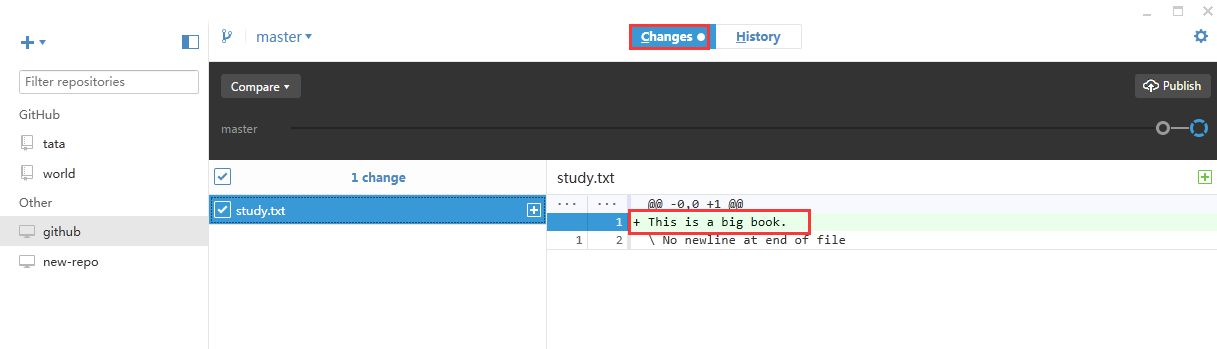 master
Changes
History
Filter repositories
Compare
Publish
GitHub
master
tata
world
1 change
study.txt
Other
study.txt
··· ··· @@ -0,0 +1 @@
github
1 + This is a big book.
1 2 \ No newline at end of file
new-repo